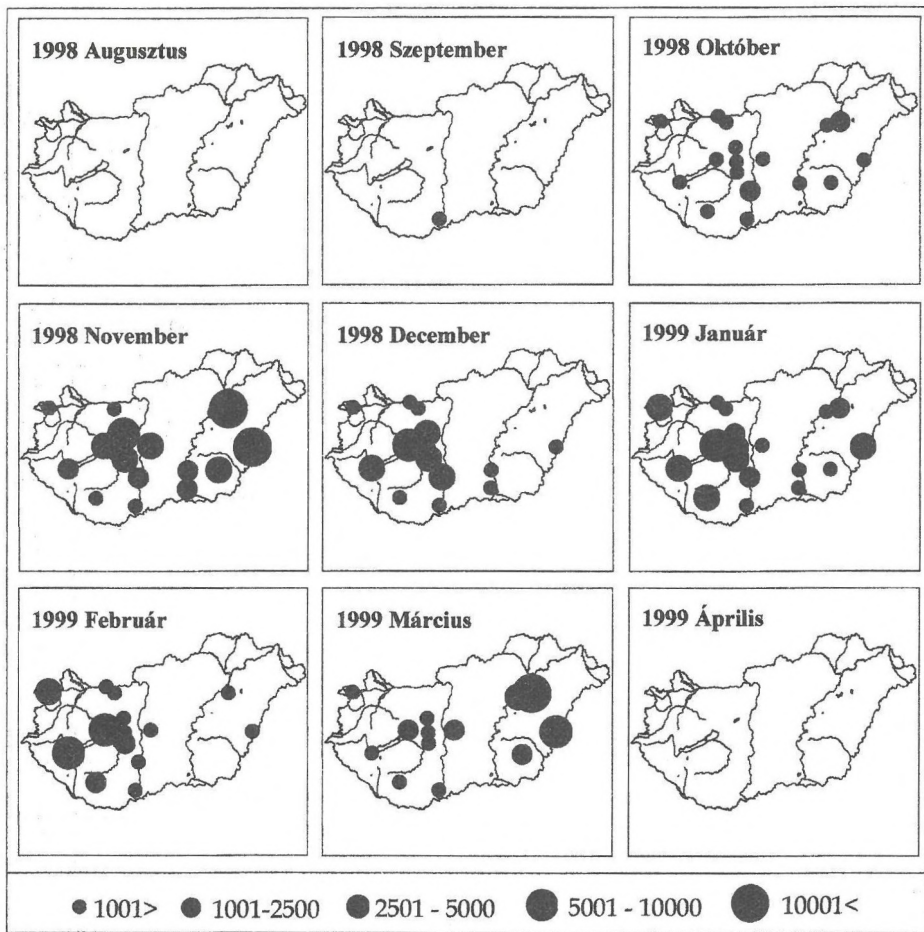 1998 Augusztus
1998 Szeptember
1998 Október
1998 November
1998 December
1999 Január
1999 Február
1999 Március
1999 Április
1001> 1001-2500 2501 - 5000 5001 - 10000 10001<